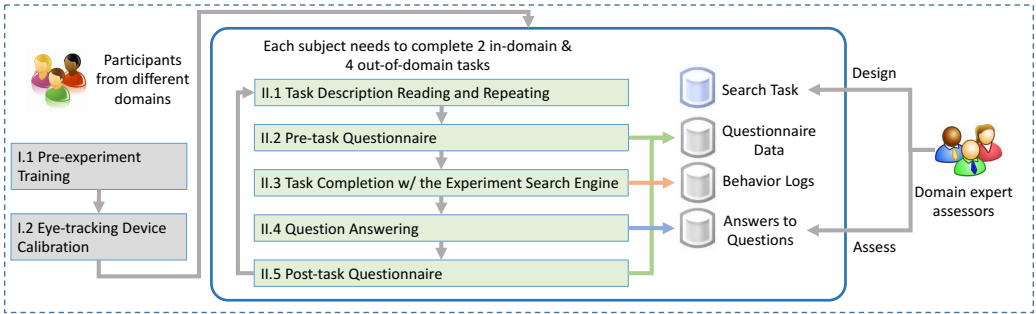 Participants
from different
domains
I.1 Pre-experiment
Training
I.2 Eye-tracking Device
Calibration
Each subject needs to complete 2 in-domain &
4 out-of-domain tasks
II.1 Task Description Reading and Repeating
II.2 Pre-task Questionnaire
II.3 Task Completion w/ the Experiment Search Engine
II.4 Question Answering
II.5 Post-task Questionnaire
Search Task
Questionnaire
Data
Behavior Logs
Answers to
Questions
Design
Assess
Domain expert
assessors